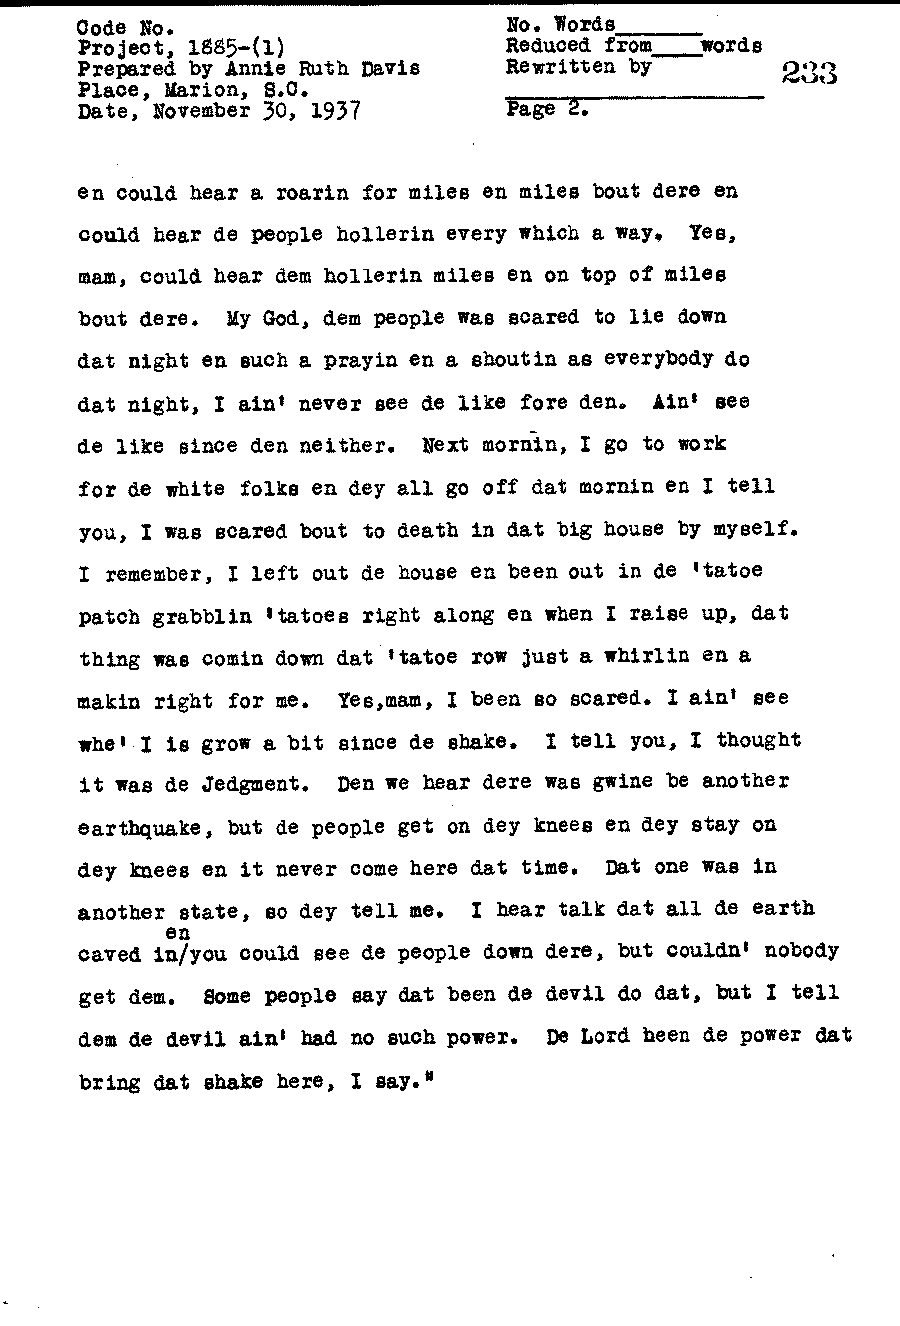 Code No.
Project, 1885-(1)
Prepared by Annie Ruth Davis
Place, Marion, S.C.
Date, November 30, 1937
No. Words________
Reduced from____words
Rewritten by
233
Page 2.
en could hear a roarin for miles en miles bout dere en
could hear de people hollerin every which a way. Yes,
mam, could hear dem hollerin miles en on top of miles
bout dere. My God, dem people was scared to lie down
dat night en such a prayin en a shoutin as everybody do
dat night, I ain' never see de like fore den. Ain' see
de like since den neither. Next mornin, I go to work
for de white folks en dey all go off dat mornin en I tell
you, I was scared bout to death in dat big house by myself.
I remember, I left out de house en been out in de 'tatoe
patch grabblin 'tatoes right along en when I raise up, dat
thing was comin down dat 'tatoe row just a whirlin en a
makin right for me. Yes,mam, I been so scared. I ain' see
whe' I is grow a bit since de shake. I tell you, I thought
it was de Jedgment. Den we hear dere was gwine be another
earthquake, but de people get on dey knees en dey stay on
dey knees en it never come here dat time. Dat one was in
another state, so dey tell me. I hear talk dat all de earth
en
caved in/you could see de people down dere, but couldn' nobody
get dem. Some people say dat been de devil do dat, but I tell
dem de devil ain' had no such power. De Lord been de power dat
bring dat shake here, I say."